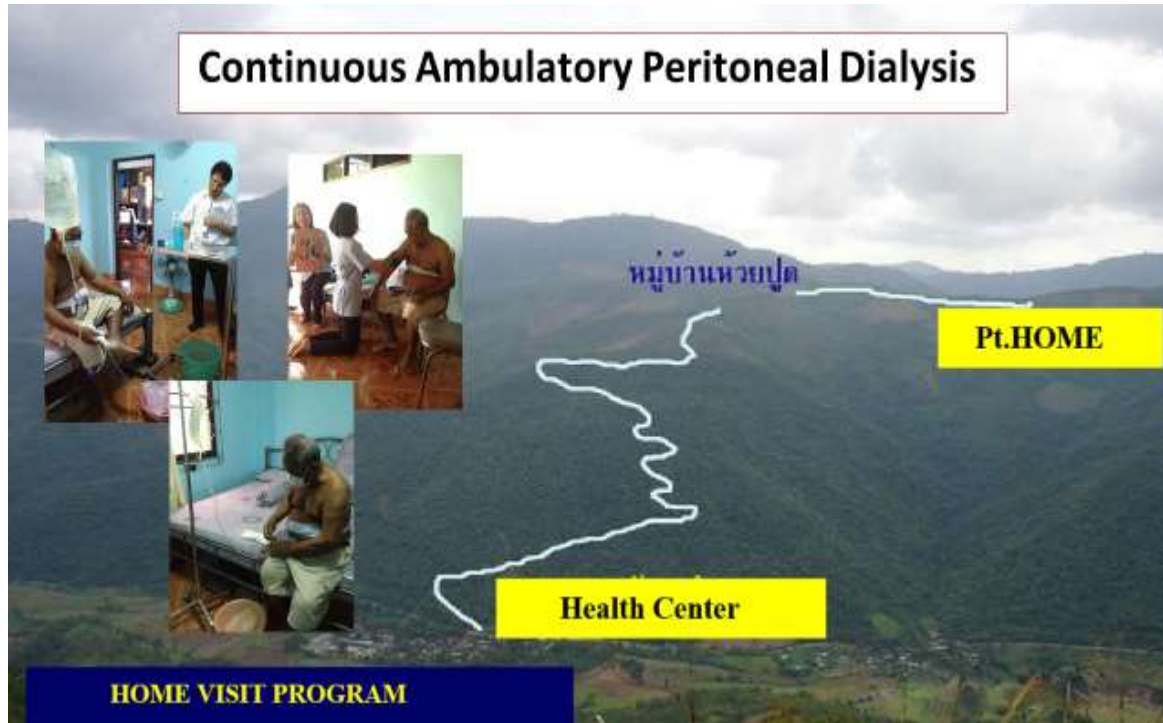 Continuous Ambulatory Peritoneal Dialysis
หมู่บ้านห้วยปูด
Pt.HOME
Health Center
HOME VISIT PROGRAM